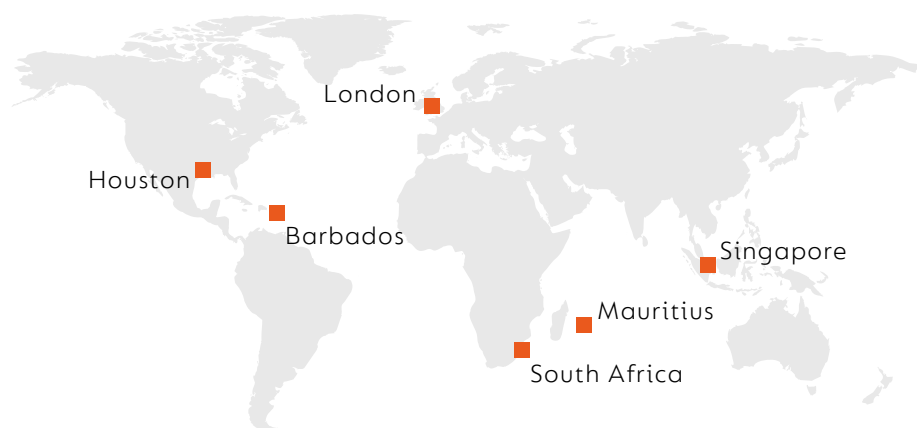 London
Houston
Barbados
Singapore
Mauritius
South Africa